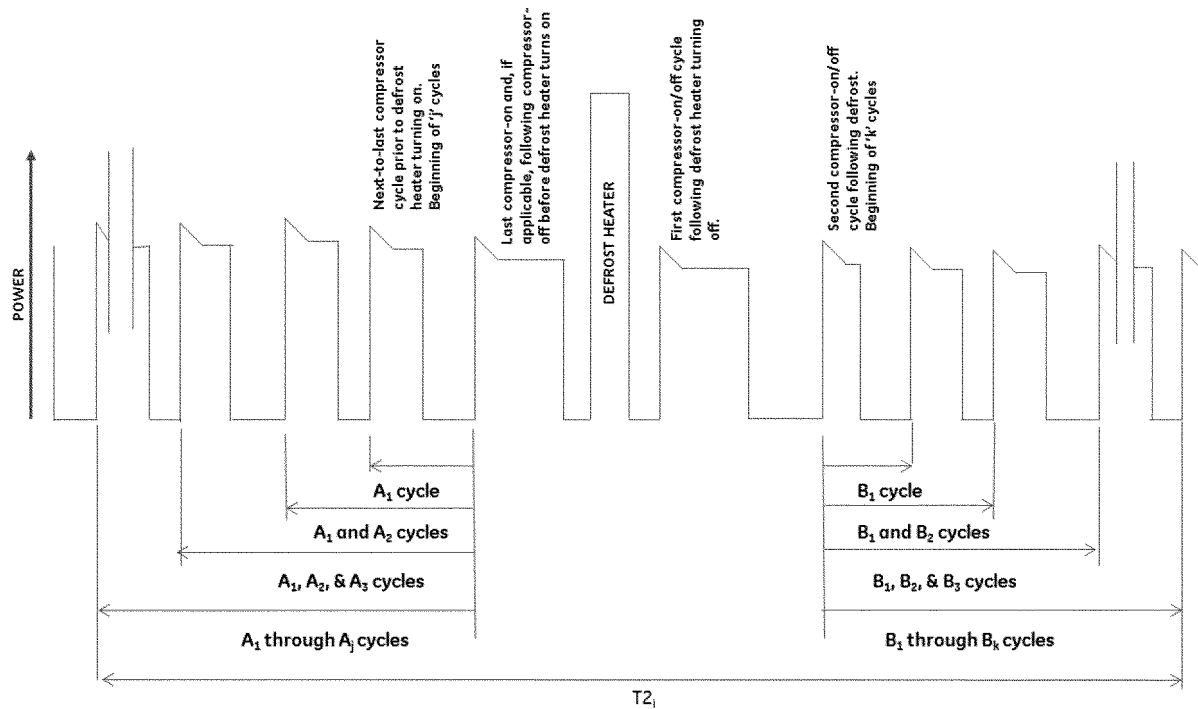 POWER
Next-to-last compressor
cycle prior to defrost
heater turning on.
Beginning of 'j' cycles
Last compressor-on and, if
applicable, following compressor-
off before defrost heater turns on
DEFROST HEATER
First compressor-on/off cycle
following defrost heater turning
off.
Second compressor-on/off
cycle following defrost.
Beginning of 'k' cycles
A₁ cycle
A₁ and A₂ cycles
A₁, A₂, & A₃ cycles
A₁ through Aⱼ cycles
B₁ cycle
B₁ and B₂ cycles
B₁, B₂, & B₃ cycles
B₁ through Bₖ cycles
T2ᵢ